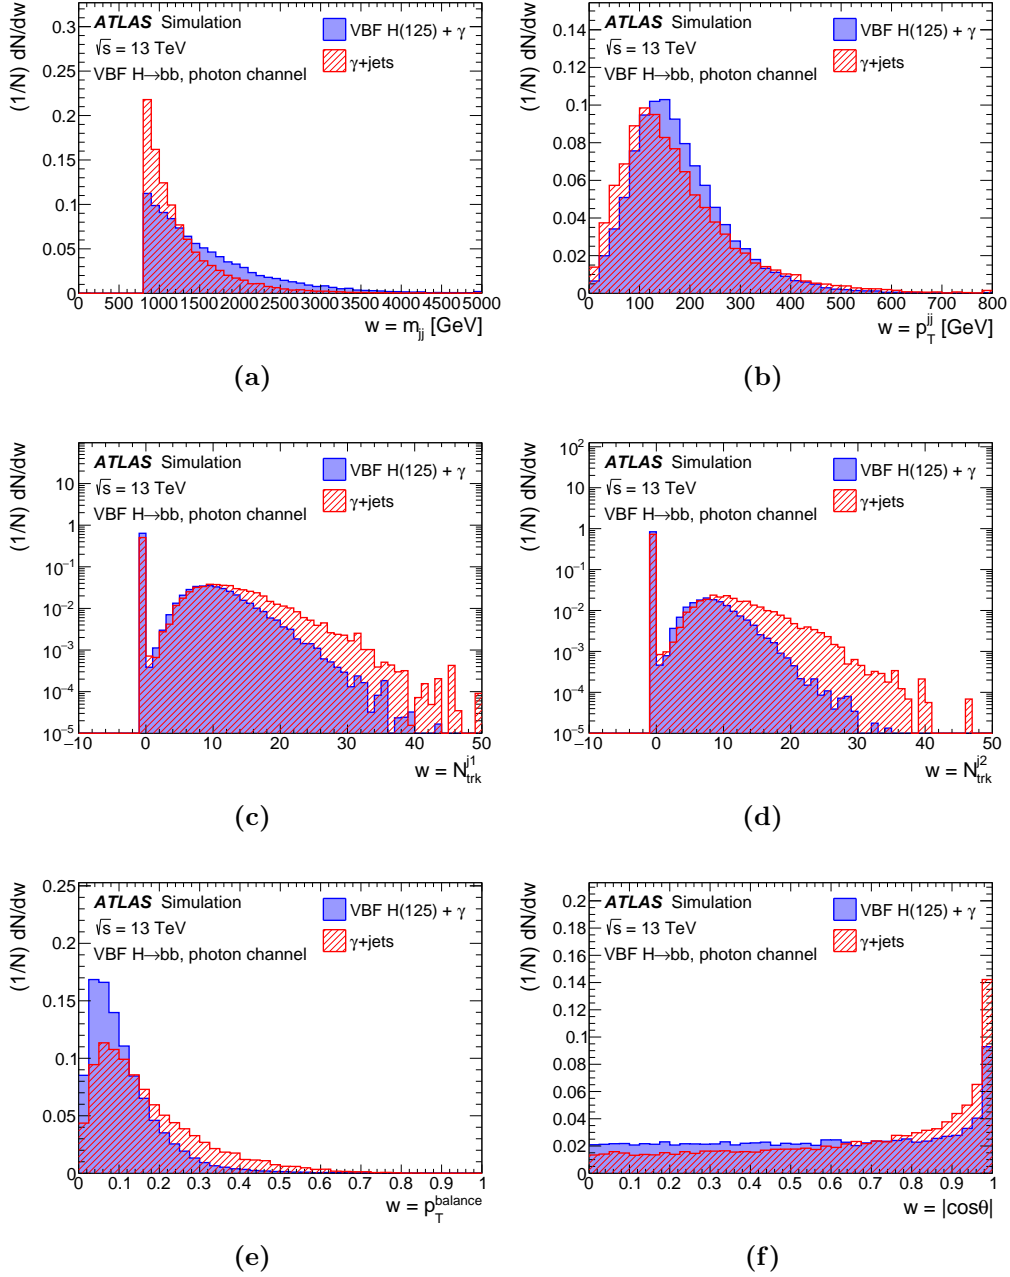 ATLAS Simulation
√s = 13 TeV
VBF H→bb, photon channel
VBF H(125) + γ
γ+jets
(1/N) dN/dw
0.3
0.25
0.2
0.15
0.1
0.05
0
0 500 1000 1500 2000 2500 3000 3500 4000 4500 5000
w = m_jj [GeV]
(a)
ATLAS Simulation
√s = 13 TeV
VBF H→bb, photon channel
VBF H(125) + γ
γ+jets
(1/N) dN/dw
0.14
0.12
0.1
0.08
0.06
0.04
0.02
0
0 100 200 300 400 500 600 700 800
w = p_T^jj [GeV]
(b)
ATLAS Simulation
√s = 13 TeV
VBF H→bb, photon channel
VBF H(125) + γ
γ+jets
(1/N) dN/dw
10
1
10⁻¹
10⁻²
10⁻³
10⁻⁴
10⁻⁵
−10 0 10 20 30 40 50
w = N_trk^j1
(c)
ATLAS Simulation
√s = 13 TeV
VBF H→bb, photon channel
VBF H(125) + γ
γ+jets
(1/N) dN/dw
10²
10
1
10⁻¹
10⁻²
10⁻³
10⁻⁴
10⁻⁵
−10 0 10 20 30 40 50
w = N_trk^j2
(d)
ATLAS Simulation
√s = 13 TeV
VBF H→bb, photon channel
VBF H(125) + γ
γ+jets
(1/N) dN/dw
0.25
0.2
0.15
0.1
0.05
0
0 0.1 0.2 0.3 0.4 0.5 0.6 0.7 0.8 0.9 1
w = p_T^balance
(e)
ATLAS Simulation
√s = 13 TeV
VBF H→bb, photon channel
VBF H(125) + γ
γ+jets
(1/N) dN/dw
0.2
0.18
0.16
0.14
0.12
0.1
0.08
0.06
0.04
0.02
0
0 0.1 0.2 0.3 0.4 0.5 0.6 0.7 0.8 0.9 1
w = |cosθ|
(f)